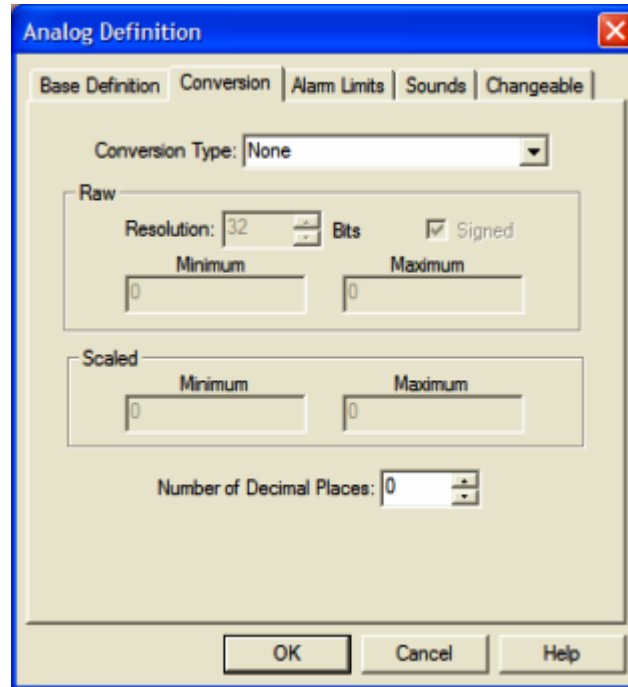 Analog Definition
Base Definition Conversion Alarm Limits Sounds Changeable
Conversion Type: None
Raw
Resolution: 32 Bits Signed
Minimum Maximum
0 0
Scaled
Minimum Maximum
0 0
Number of Decimal Places: 0
OK Cancel Help